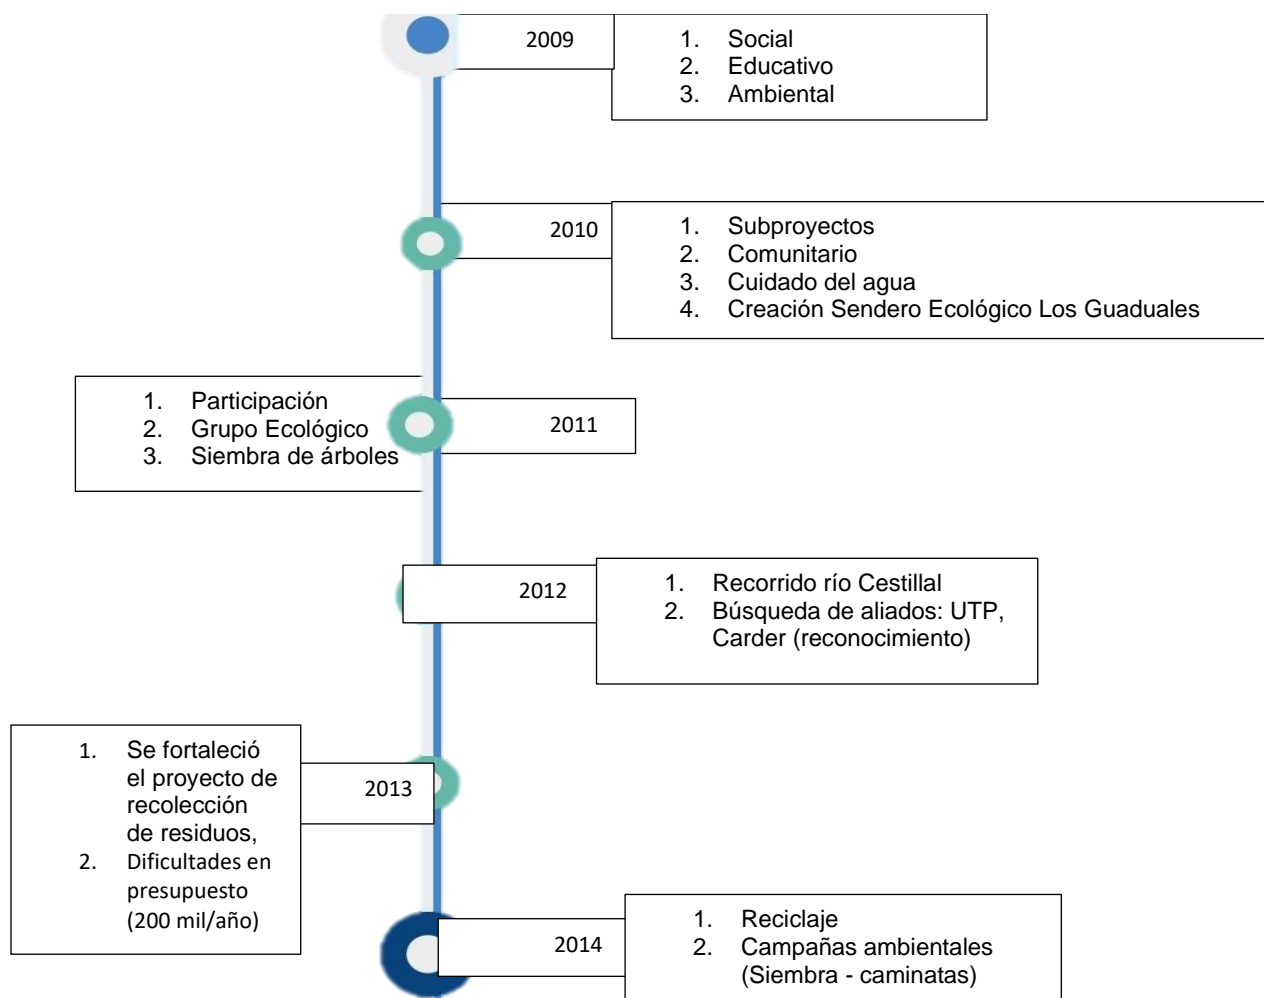 2009
1. Social
2. Educativo
3. Ambiental
2010
1. Subproyectos
2. Comunitario
3. Cuidado del agua
4. Creación Sendero Ecológico Los Guaduales
1. Participación
2. Grupo Ecológico
3. Siembra de árboles
2011
2012
1. Recorrido río Cestillal
2. Búsqueda de aliados: UTP,
Carder (reconocimiento)
1. Se fortaleció
el proyecto de
recolección
de residuos,
2. Dificultades en
presupuesto
(200 mil/año)
2013
2014
1. Reciclaje
2. Campañas ambientales
(Siembra - caminatas)